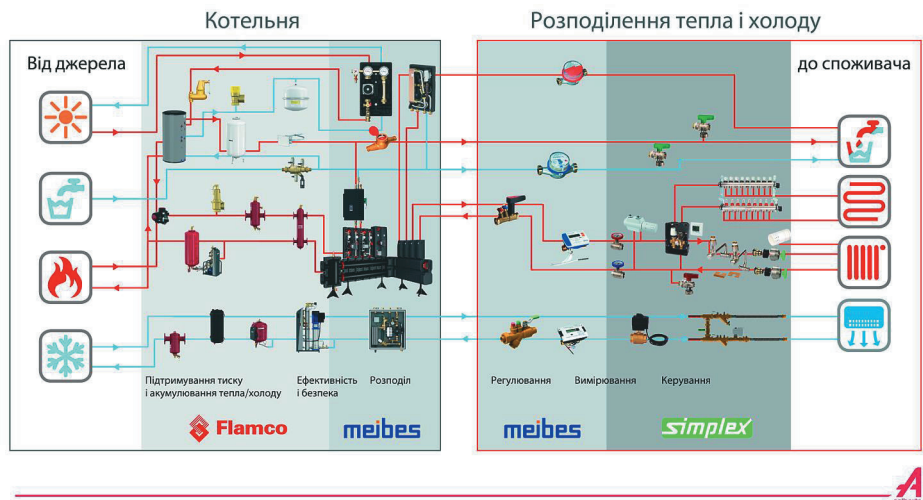 Котельня
Розподілення тепла і холоду
Від джерела
до споживача
Підтримування тиску
і акумулювання тепла/холоду
Ефективність
і безпека
Розподіл
Регулювання
Вимірювання
Керування
Flamco
meibes
meibes
simplex